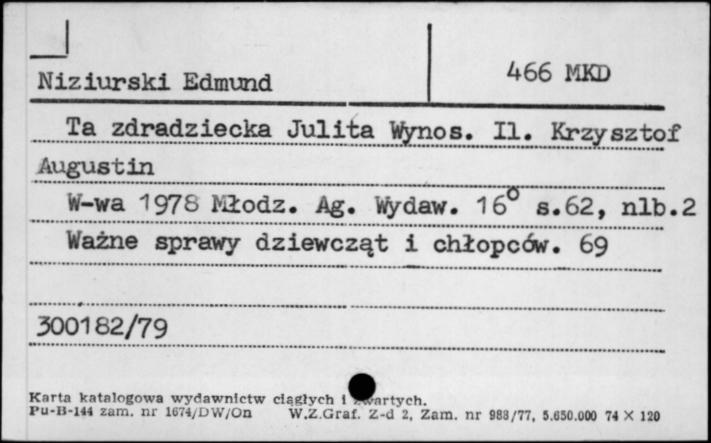 Niziurski Edmund
466 MKD
Ta zdradziecka Julita Wynos. Il. Krzysztof
Augustin
W-wa 1978 Młodz. Ag. Wydaw. 16° s.62, nlb.2
Ważne sprawy dziewcząt i chłopców. 69
300182/79
Karta katalogowa wydawnictw ciągłych i zwartych.
Pu-B-144 zam. nr 1674/DW/On W.Z.Graf. Z-d 2, Zam. nr 988/77, 5.650.000 74 × 120